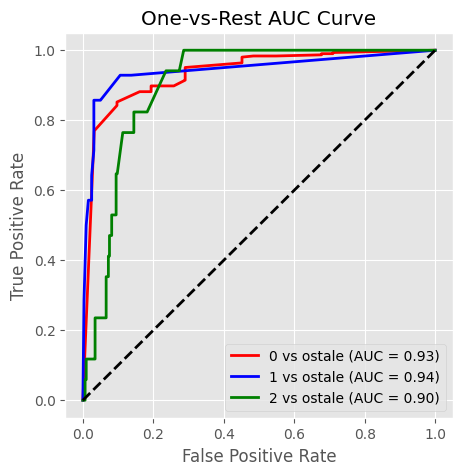 One-vs-Rest AUC Curve
1.0
0.8
0.6
0.4
0.2
0.0
True Positive Rate
0 vs ostale (AUC = 0.93)
1 vs ostale (AUC = 0.94)
2 vs ostale (AUC = 0.90)
0.0 0.2 0.4 0.6 0.8 1.0
False Positive Rate